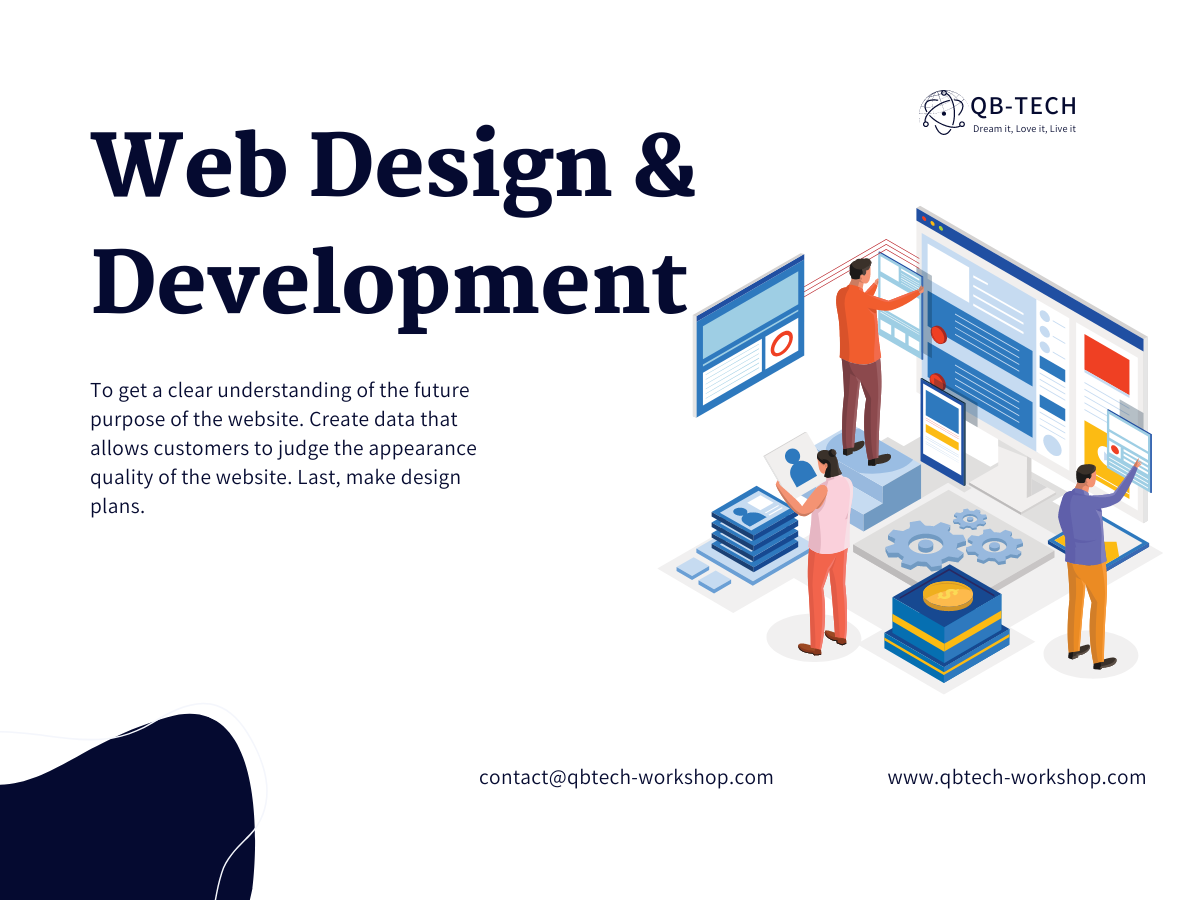 QB-TECH
Dream it, Love it, Live it
Web Design &
Development
To get a clear understanding of the future
purpose of the website. Create data that
allows customers to judge the appearance
quality of the website. Last, make design
plans.
contact@qbtech-workshop.com
www.qbtech-workshop.com